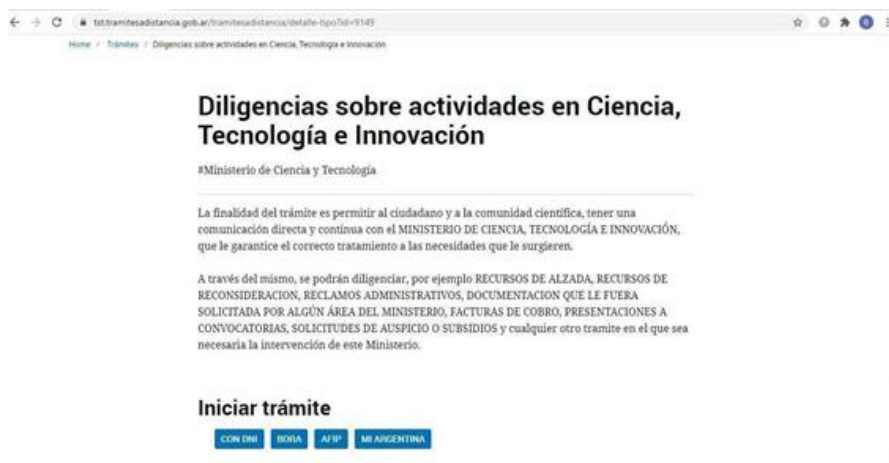 tst.tramitesadistancia.gob.ar/tramitesadistancia/detalle-tipo?id=9149
Home / Trámites / Diligencias sobre actividades en Ciencia, Tecnología e Innovación
Diligencias sobre actividades en Ciencia,
Tecnología e Innovación
#Ministerio de Ciencia y Tecnología
La finalidad del trámite es permitir al ciudadano y a la comunidad científica, tener una
comunicación directa y continua con el MINISTERIO DE CIENCIA, TECNOLOGÍA E INNOVACIÓN,
que le garantice el correcto tratamiento a las necesidades que le surgieren.
A través del mismo, se podrán diligenciar, por ejemplo RECURSOS DE ALZADA, RECURSOS DE
RECONSIDERACION, RECLAMOS ADMINISTRATIVOS, DOCUMENTACION QUE LE FUERA
SOLICITADA POR ALGÚN ÁREA DEL MINISTERIO, FACTURAS DE COBRO, PRESENTACIONES A
CONVOCATORIAS, SOLICITUDES DE AUSPICIO O SUBSIDIOS y cualquier otro tramite en el que sea
necesaria la intervención de este Ministerio.
Iniciar trámite
CON DNI BORA AFIP MI ARGENTINA